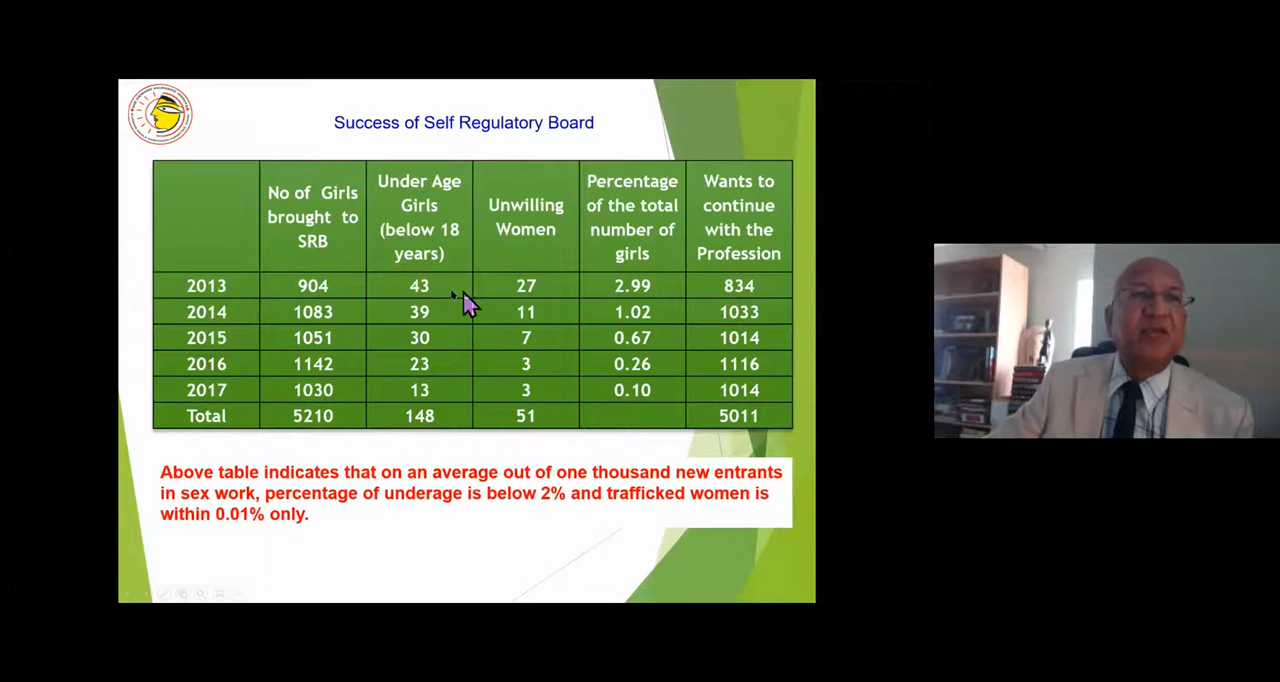 Success of Self Regulatory Board
No of Girls brought to SRB Under Age Girls (below 18 years) Unwilling Women Percentage of the total number of girls Wants to continue with the Profession
2013 904 43 27 2.99 834
2014 1083 39 11 1.02 1033
2015 1051 30 7 0.67 1014
2016 1142 23 3 0.26 1116
2017 1030 13 3 0.10 1014
Total 5210 148 51 5011
Above table indicates that on an average out of one thousand new entrants
in sex work, percentage of underage is below 2% and trafficked women is
within 0.01% only.